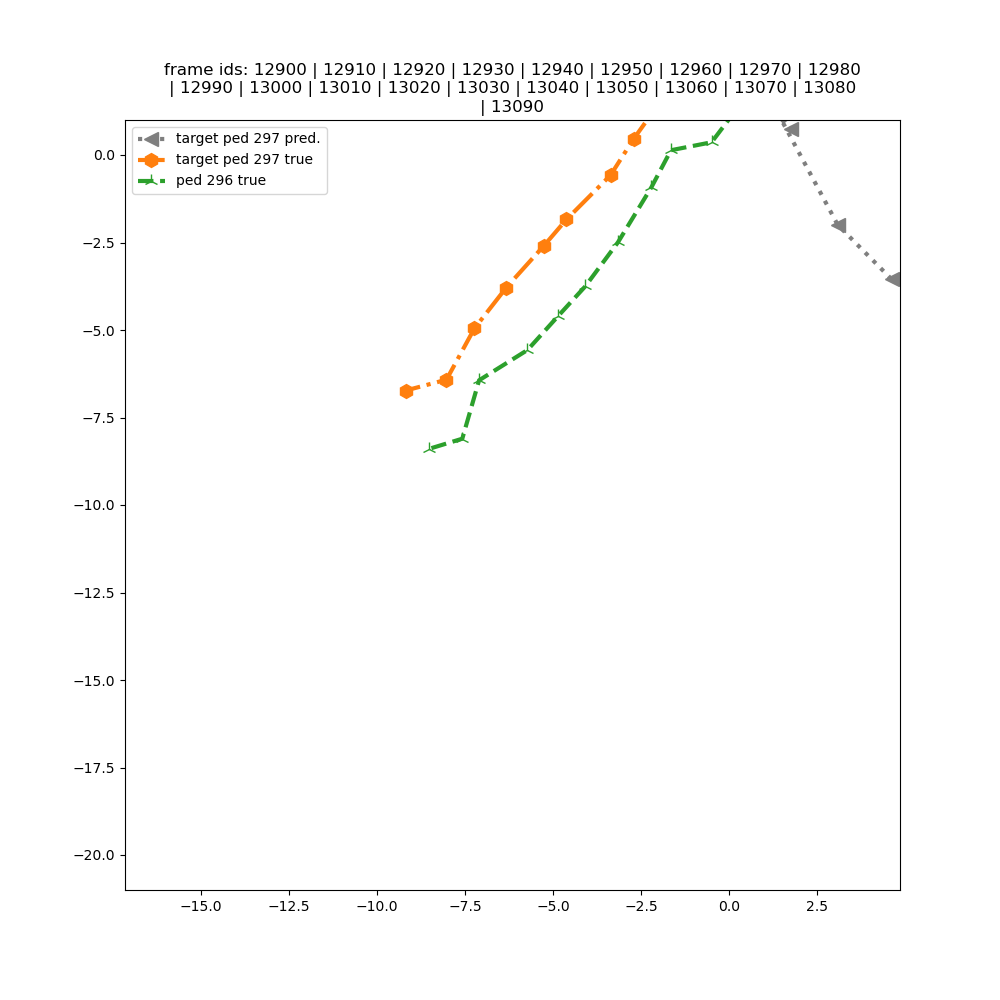 frame ids: 12900 | 12910 | 12920 | 12930 | 12940 | 12950 | 12960 | 12970 | 12980
| 12990 | 13000 | 13010 | 13020 | 13030 | 13040 | 13050 | 13060 | 13070 | 13080
| 13090
target ped 297 pred.
target ped 297 true
ped 296 true
0.0
−2.5
−5.0
−7.5
−10.0
−12.5
−15.0
−17.5
−20.0
−15.0 −12.5 −10.0 −7.5 −5.0 −2.5 0.0 2.5